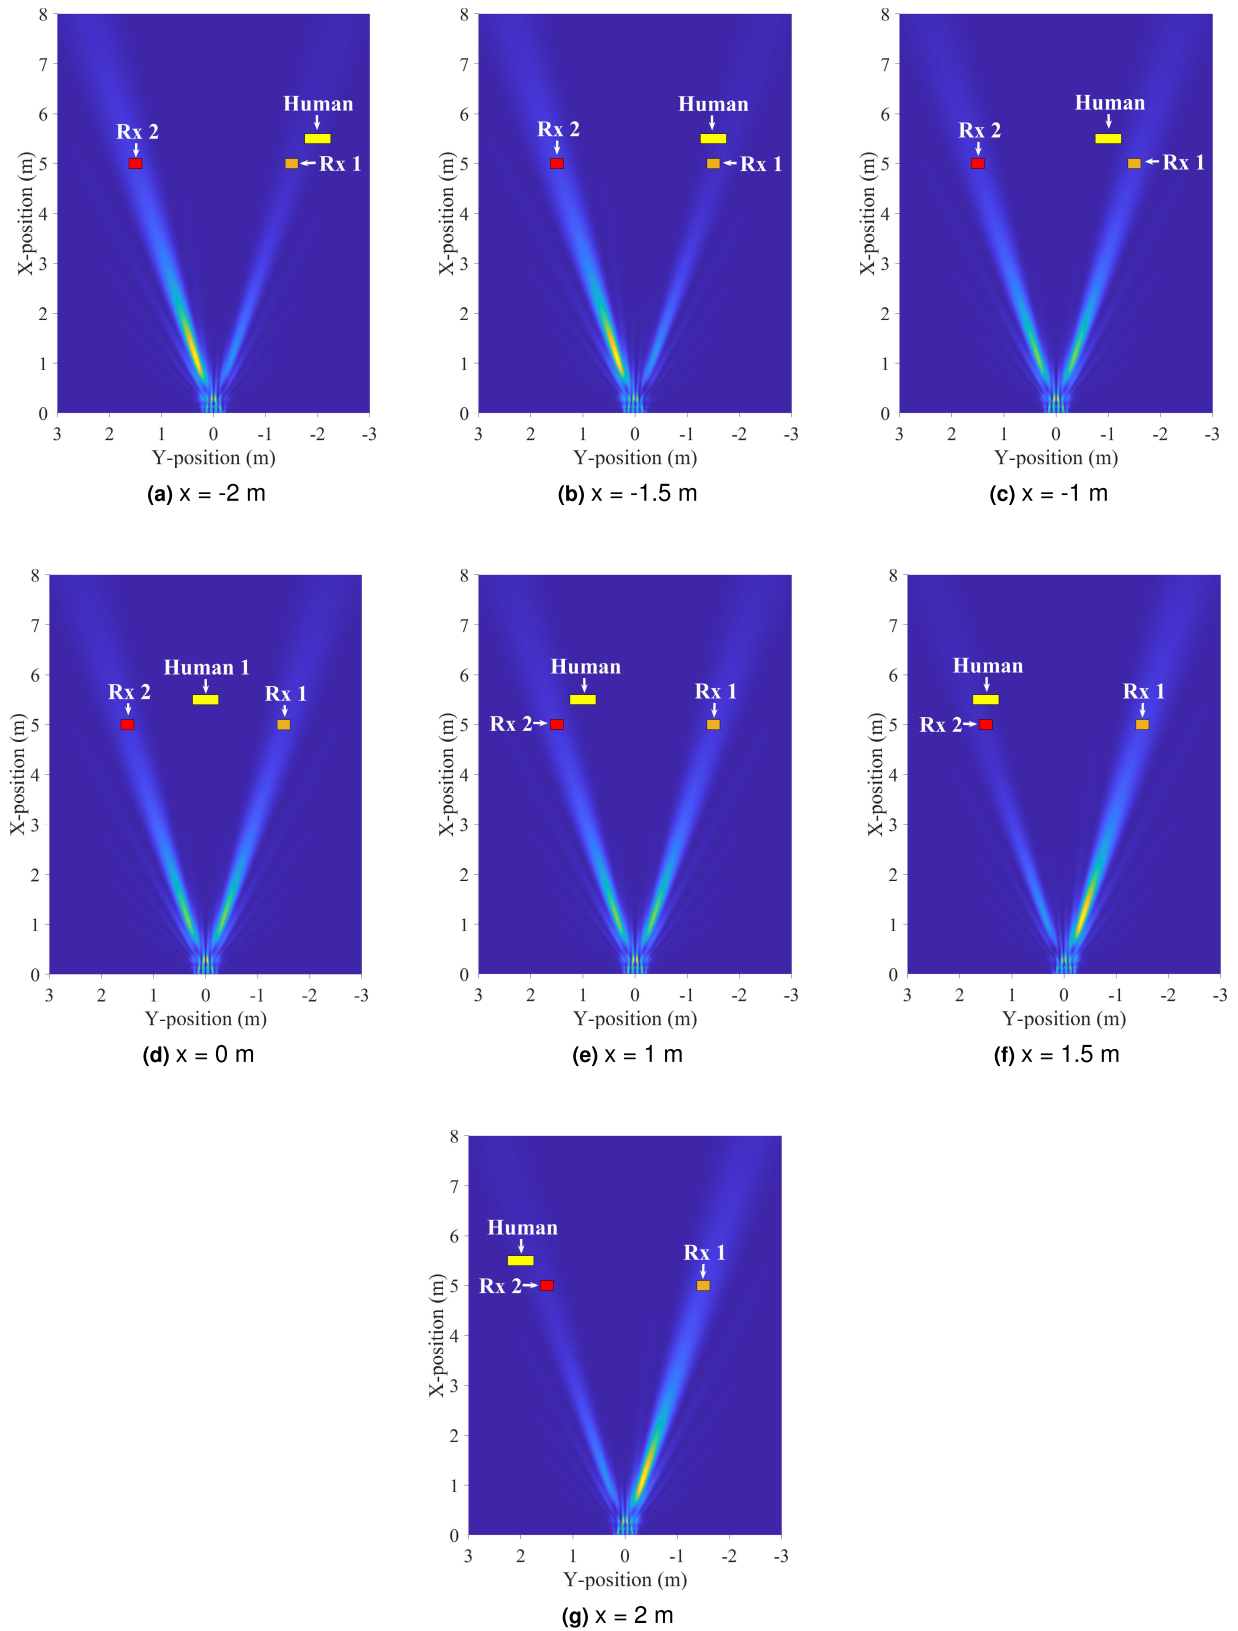 8
7
6
5
4
3
2
1
0
3 2 1 0 -1 -2 -3
X-position (m)
Y-position (m)
Human
Rx 2
Rx 1
(a) x = -2 m
8
7
6
5
4
3
2
1
0
3 2 1 0 -1 -2 -3
X-position (m)
Y-position (m)
Human
Rx 2
Rx 1
(b) x = -1.5 m
8
7
6
5
4
3
2
1
0
3 2 1 0 -1 -2 -3
X-position (m)
Y-position (m)
Human
Rx 2
Rx 1
(c) x = -1 m
8
7
6
5
4
3
2
1
0
3 2 1 0 -1 -2 -3
X-position (m)
Y-position (m)
Human 1
Rx 2
Rx 1
(d) x = 0 m
8
7
6
5
4
3
2
1
0
3 2 1 0 -1 -2 -3
X-position (m)
Y-position (m)
Human
Rx 1
Rx 2
(e) x = 1 m
8
7
6
5
4
3
2
1
0
3 2 1 0 -1 -2 -3
X-position (m)
Y-position (m)
Human
Rx 1
Rx 2
(f) x = 1.5 m
8
7
6
5
4
3
2
1
0
3 2 1 0 -1 -2 -3
X-position (m)
Y-position (m)
Human
Rx 1
Rx 2
(g) x = 2 m